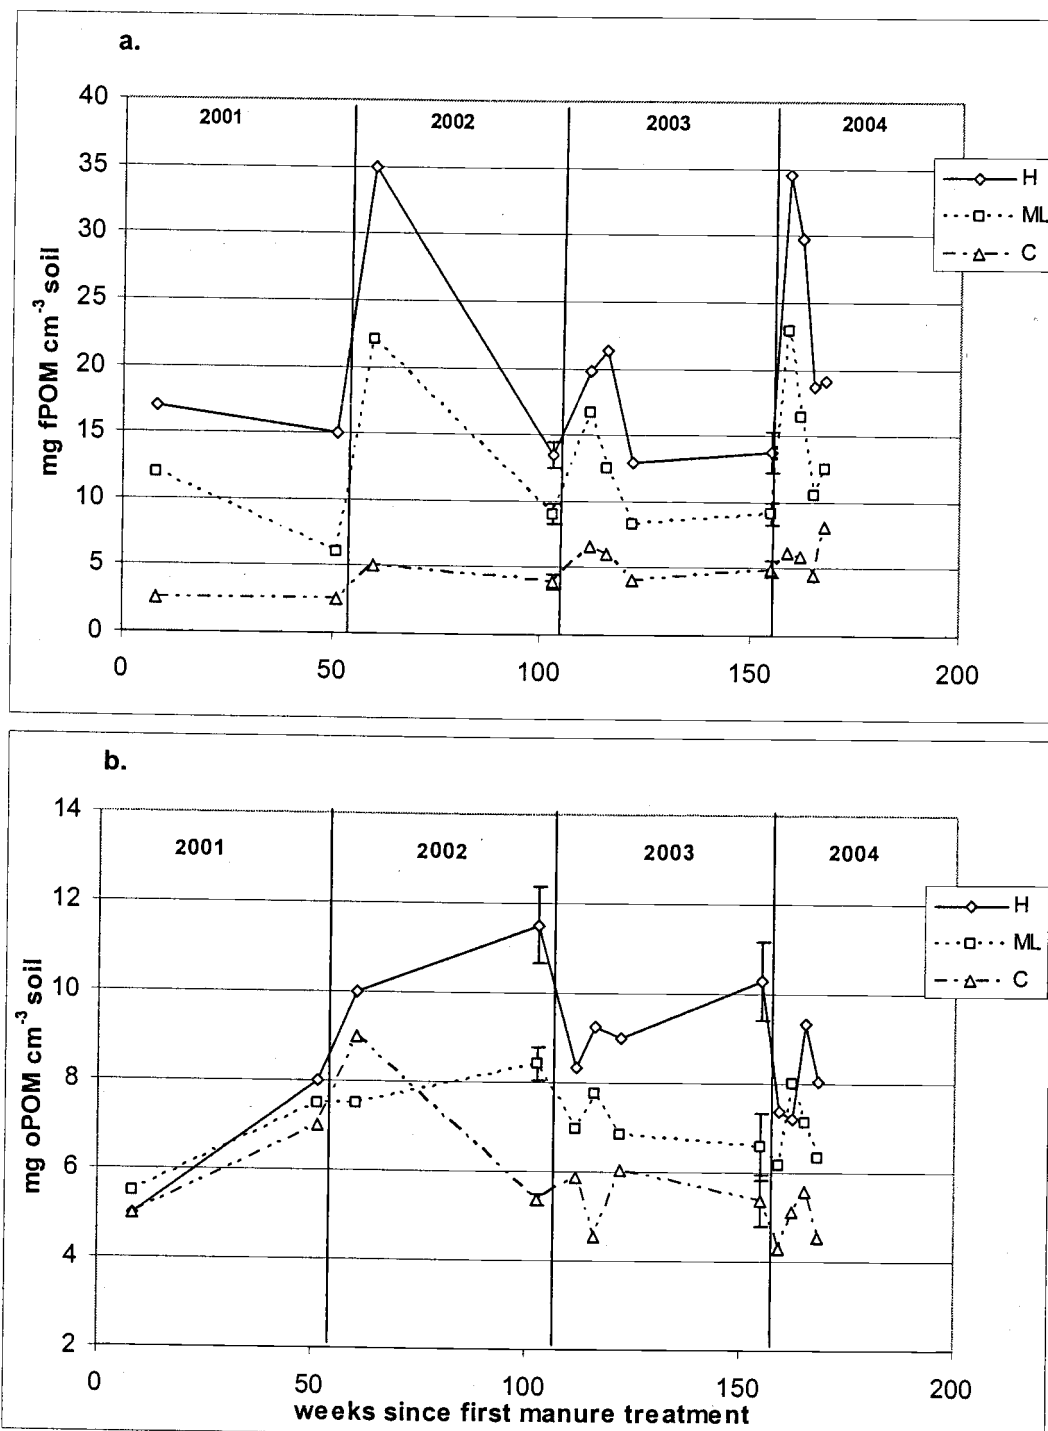 a.
40
35
30
25
20
15
10
5
0
mg fPOM cm-3 soil
2001 2002 2003 2004
H
ML
C
0 50 100 150 200
b.
14
12
10
8
6
4
2
mg oPOM cm-3 soil
2001 2002 2003 2004
H
ML
C
0 50 100 150 200
weeks since first manure treatment